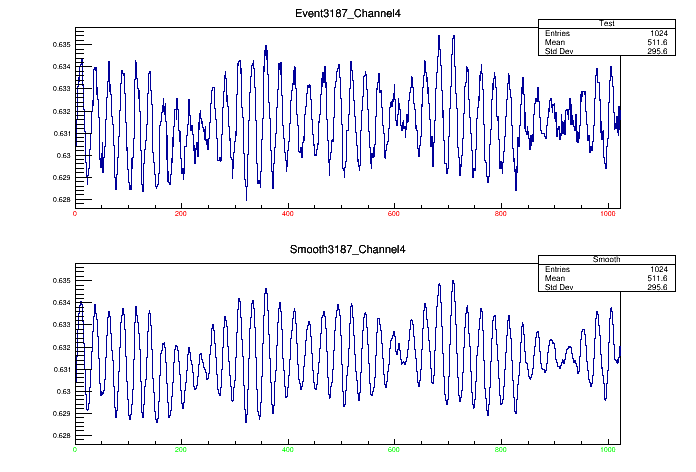 Event3187_Channel4
Test
Entries 1024
Mean 511.6
Std Dev 295.6
0.635
0.634
0.633
0.632
0.631
0.63
0.629
0.628
0 200 400 600 800 1000
Smooth3187_Channel4
Smooth
Entries 1024
Mean 511.6
Std Dev 295.6
0.635
0.634
0.633
0.632
0.631
0.63
0.629
0.628
0 200 400 600 800 1000